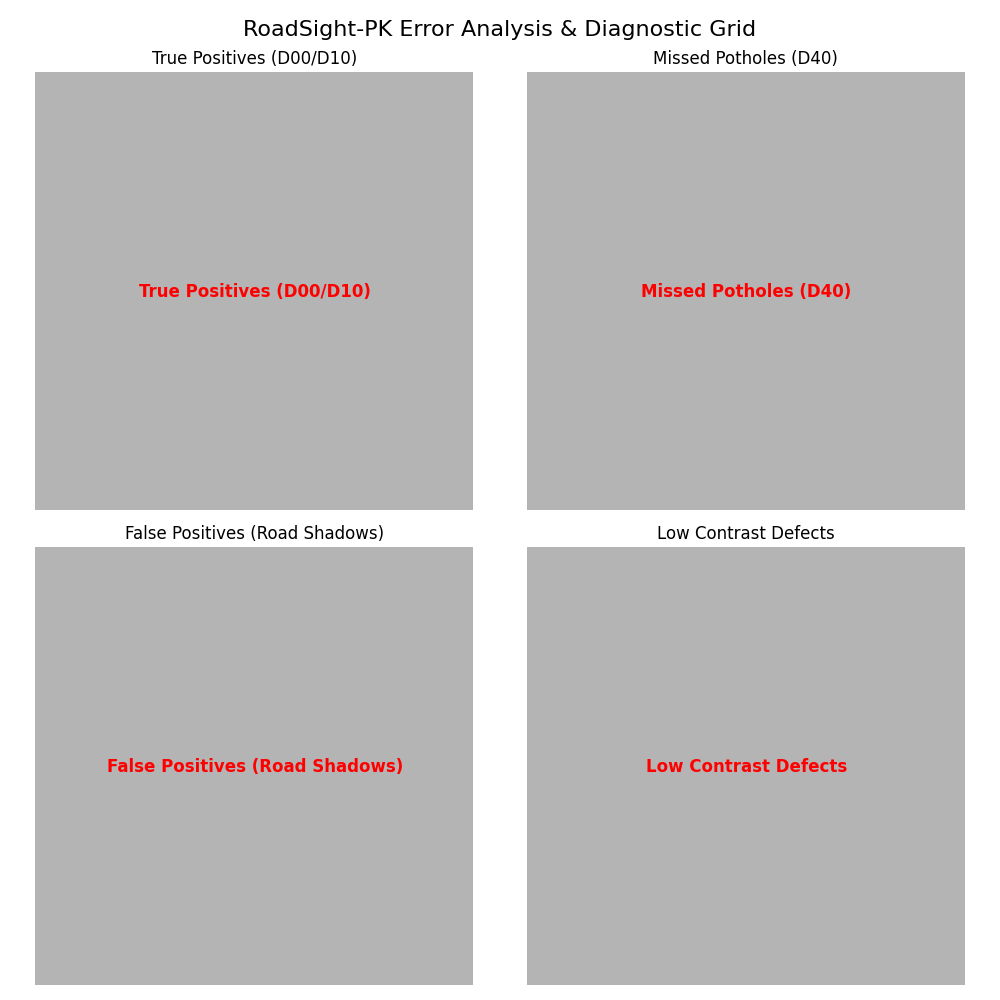 RoadSight-PK Error Analysis & Diagnostic Grid
True Positives (D00/D10)
Missed Potholes (D40)
True Positives (D00/D10)
Missed Potholes (D40)
False Positives (Road Shadows)
Low Contrast Defects
False Positives (Road Shadows)
Low Contrast Defects